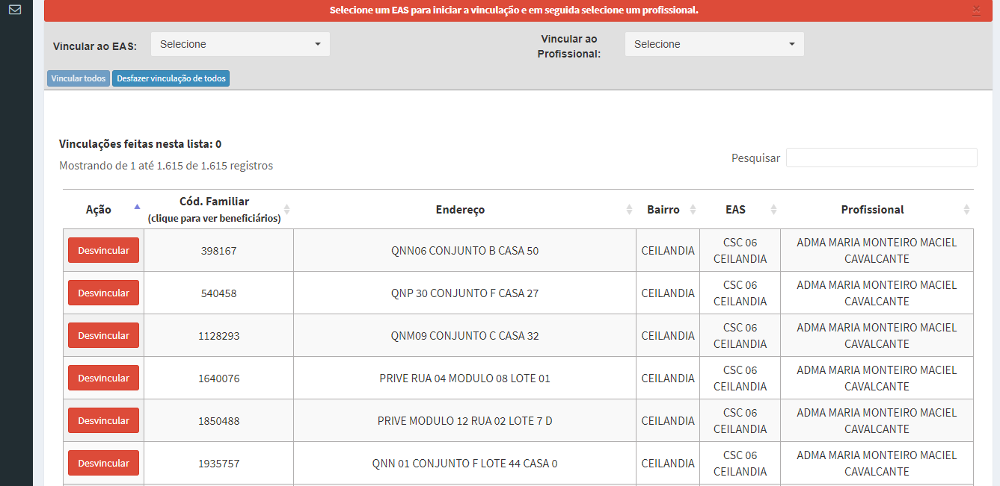 Selecione um EAS para iniciar a vinculação e em seguida selecione um profissional.
×
Vincular ao EAS:
Selecione
Vincular ao
Profissional:
Selecione
Vincular todos
Desfazer vinculação de todos
Vinculações feitas nesta lista: 0
Mostrando de 1 até 1.615 de 1.615 registros
Pesquisar
Ação
Cód. Familiar
(clique para ver beneficiários)
Endereço
Bairro
EAS
Profissional
Desvincular
398167
QNN06 CONJUNTO B CASA 50
CEILANDIA
CSC 06
CEILANDIA
ADMA MARIA MONTEIRO MACIEL
CAVALCANTE
Desvincular
540458
QNP 30 CONJUNTO F CASA 27
CEILANDIA
CSC 06
CEILANDIA
ADMA MARIA MONTEIRO MACIEL
CAVALCANTE
Desvincular
1128293
QNM09 CONJUNTO C CASA 32
CEILANDIA
CSC 06
CEILANDIA
ADMA MARIA MONTEIRO MACIEL
CAVALCANTE
Desvincular
1640076
PRIVE RUA 04 MODULO 08 LOTE 01
CEILANDIA
CSC 06
CEILANDIA
ADMA MARIA MONTEIRO MACIEL
CAVALCANTE
Desvincular
1850488
PRIVE MODULO 12 RUA 02 LOTE 7 D
CEILANDIA
CSC 06
CEILANDIA
ADMA MARIA MONTEIRO MACIEL
CAVALCANTE
Desvincular
1935757
QNN 01 CONJUNTO F LOTE 44 CASA 0
CEILANDIA
CSC 06
CEILANDIA
ADMA MARIA MONTEIRO MACIEL
CAVALCANTE